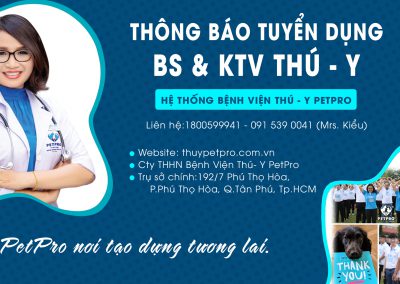 THÔNG BÁO TUYỂN DỤNG
BS & KTV THÚ - Y
HỆ THỐNG BỆNH VIỆN THÚ - Y PETPRO
Liên hệ:1800599941 - 091 539 0041 (Mrs. Kiều)
Website: thuypetpro.com.vn
Cty THHN Bệnh Viện Thú- Y PetPro
Trụ sở chính:192/7 Phú Thọ Hòa,
P.Phú Thọ Hòa, Q.Tân Phú, Tp.HCM
PETPRO
PetPro nơi tạo dựng tương lai.
THANK YOU!